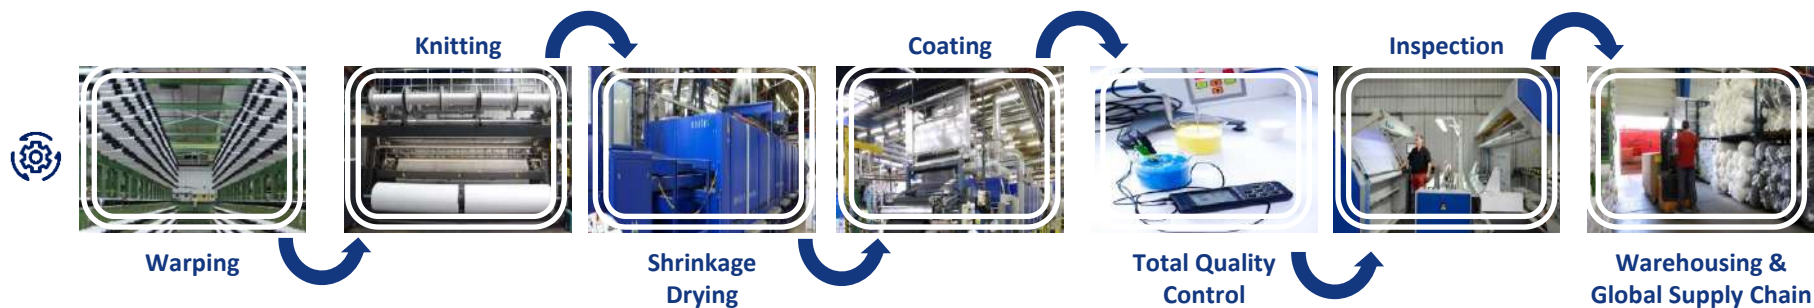 Warping
Knitting
Shrinkage
Drying
Coating
Total Quality
Control
Inspection
Warehousing &
Global Supply Chain